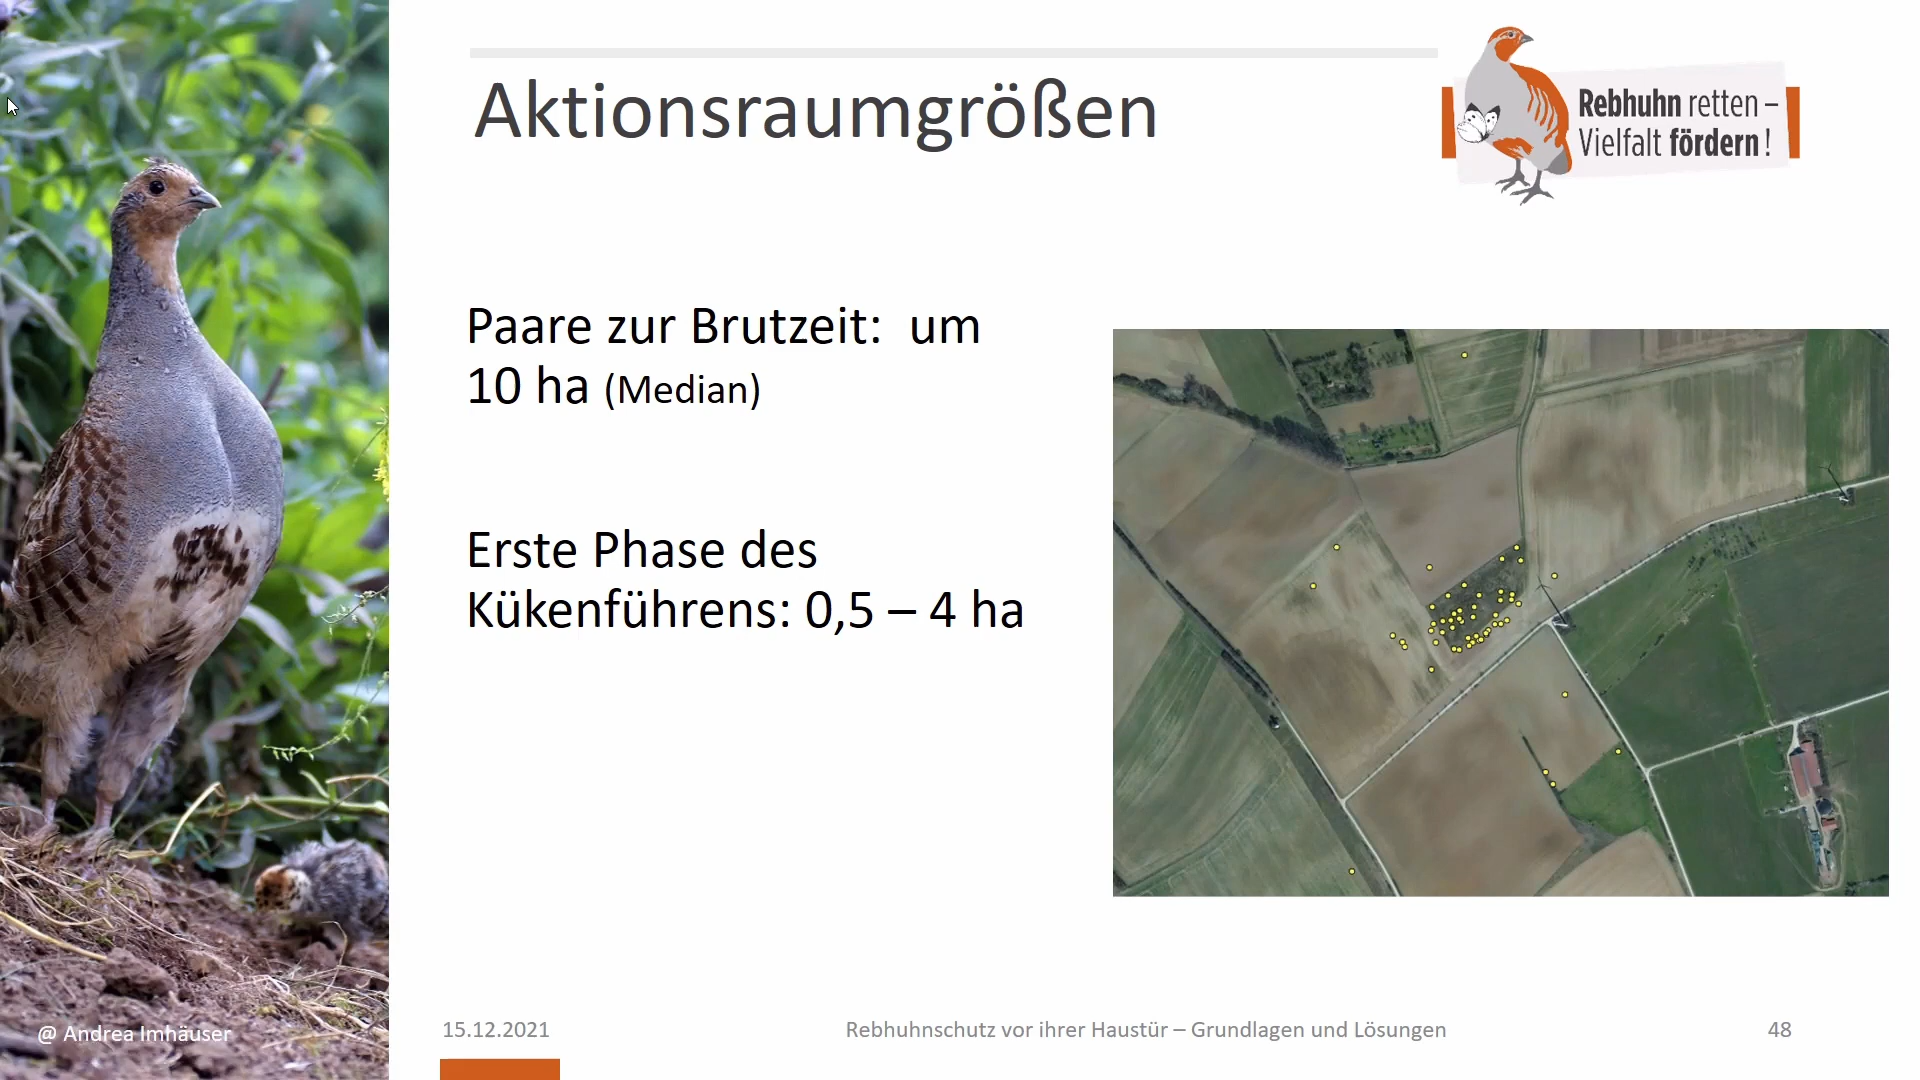 Aktionsraumgrößen
Rebhuhn retten –
Vielfalt fördern !
Paare zur Brutzeit:  um
10 ha (Median)
Erste Phase des
Kükenführens: 0,5 – 4 ha
@ Andrea Imhäuser
15.12.2021
Rebhuhnschutz vor ihrer Haustür – Grundlagen und Lösungen
48